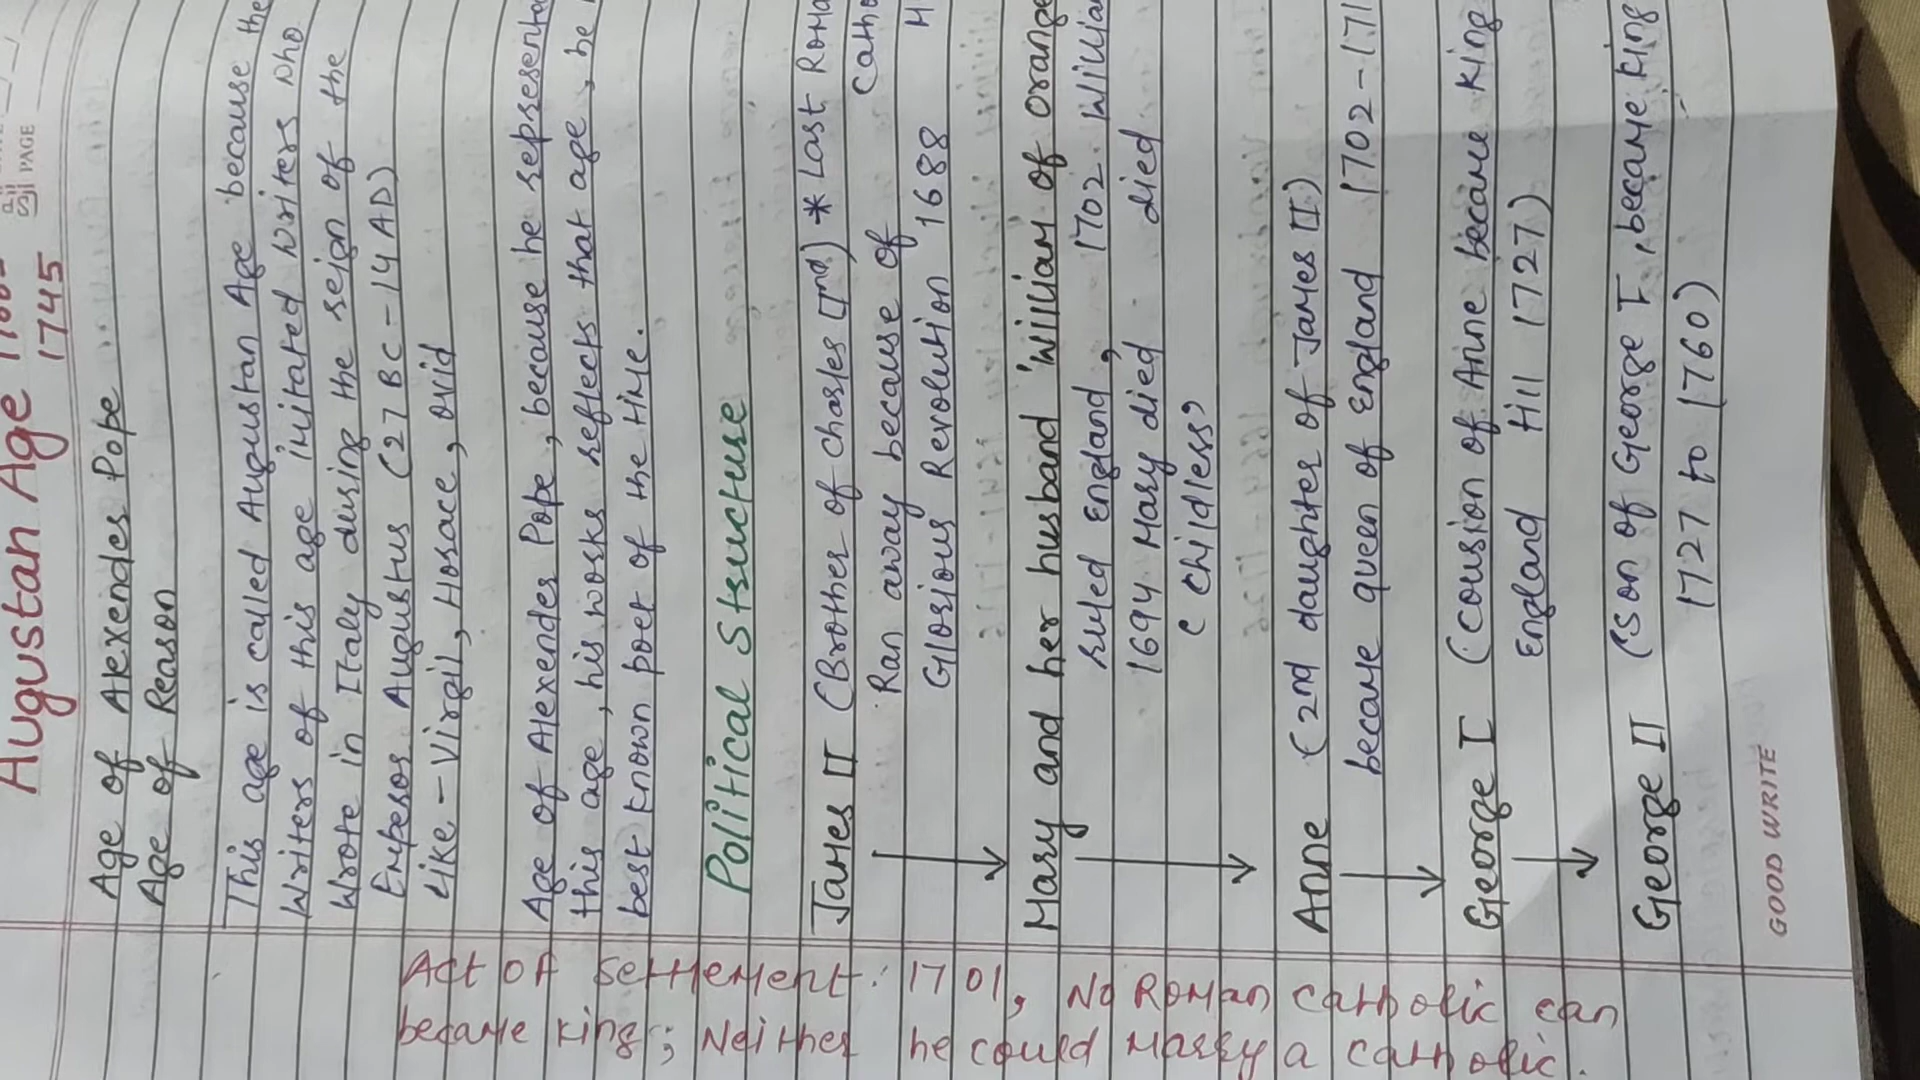 PAGE
Augustan Age
1745
Age of Alexendes Pope
Age of Reason
This age is called Augustan Age because the
writers of this age imitated writers who
wrote in Italy during the reign of the
Emperor Augustus (27 BC - 14 AD)
like - Virgil, Horace, ovid
Age of Alexendes Pope, because he represented
this age, his works reflects that age, he
best known poet of the time.
Political Structure
James II (Brother of Charles IInd) * Last Roma
Catho
Ran away because of
Glorious Revolution 1688
Mary and her husband 'William of orange
ruled England, 1702. William
1694 Mary died - died
( childless,
Anne (2nd daughter of James II)
became queen of England 1702 - 171
George I (cousion of Anne became king
England till 1727)
George II (son of George I, became king
1727 to 1760)
GOOD WRITE
Act of Settlement: 1701, No Roman catholic can
became king; Neither he could marry a catholic.